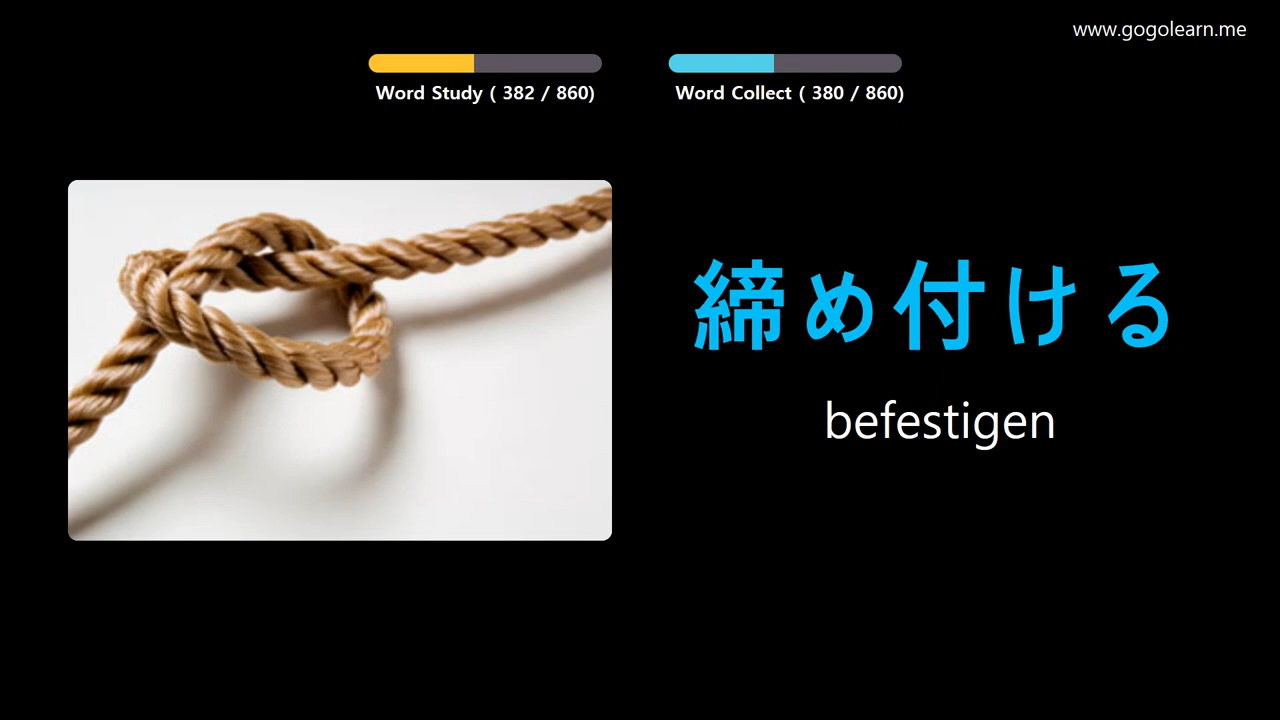 www.gogolearn.me
Word Study ( 382 / 860)
Word Collect ( 380 / 860)
締め付ける
befestigen